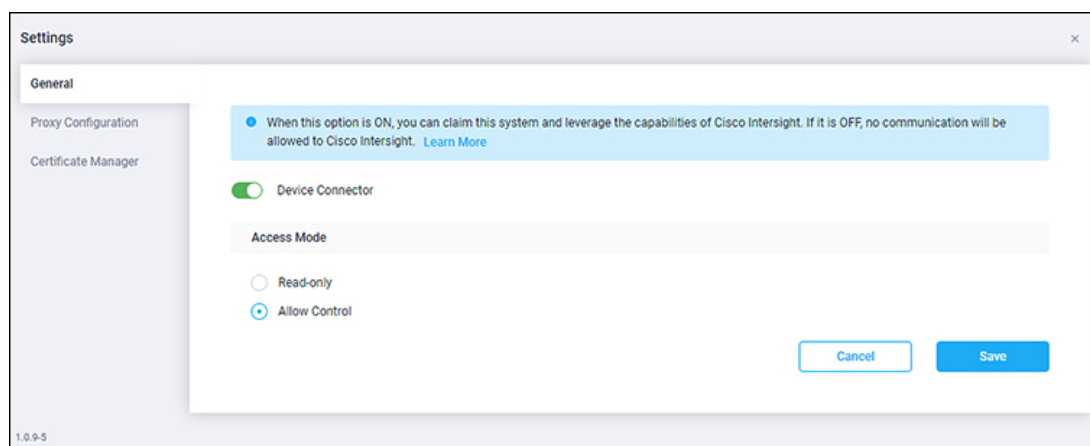 Settings
×
General
Proxy Configuration
Certificate Manager
When this option is ON, you can claim this system and leverage the capabilities of Cisco Intersight. If it is OFF, no communication will be
allowed to Cisco Intersight. Learn More
Device Connector
Access Mode
Read-only
Allow Control
Cancel
Save
1.0.9-5